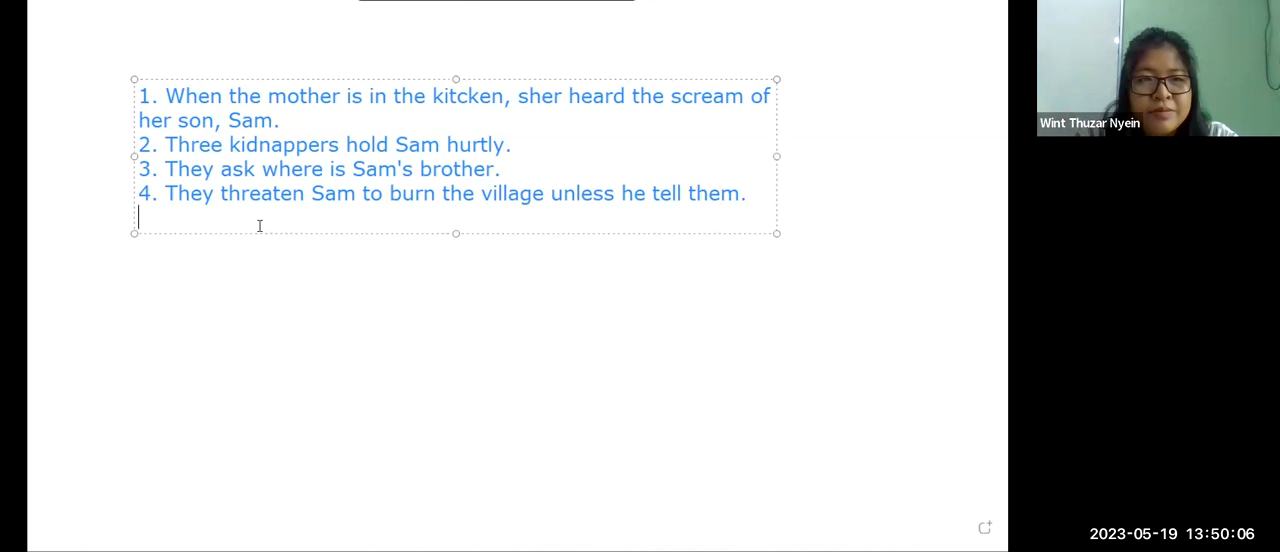 1. When the mother is in the kitcken, sher heard the scream of
her son, Sam.
2. Three kidnappers hold Sam hurtly.
3. They ask where is Sam's brother.
4. They threaten Sam to burn the village unless he tell them.
Wint Thuzar Nyein
2023-05-19 13:50:06